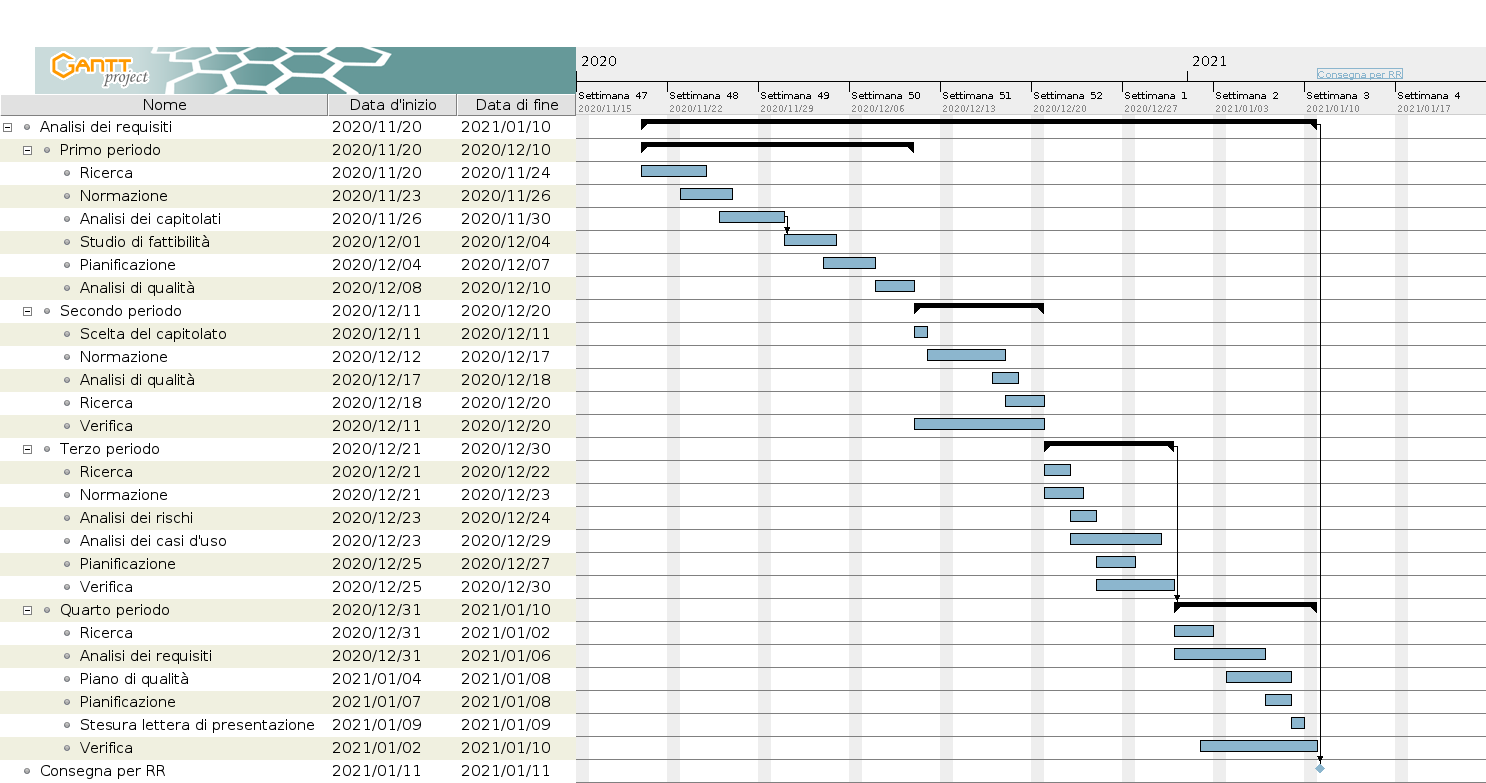 GANTT project
2020
2021
Consegna per RR
Settimana 47 Settimana 48 Settimana 49 Settimana 50 Settimana 51 Settimana 52 Settimana 1 Settimana 2 Settimana 3 Settimana 4
2020/11/15 2020/11/22 2020/11/29 2020/12/06 2020/12/13 2020/12/20 2020/12/27 2021/01/03 2021/01/10 2021/01/17
Nome Data d'inizio Data di fine
Analisi dei requisiti 2020/11/20 2021/01/10
Primo periodo 2020/11/20 2020/12/10
Ricerca 2020/11/20 2020/11/24
Normazione 2020/11/23 2020/11/26
Analisi dei capitolati 2020/11/26 2020/11/30
Studio di fattibilità 2020/12/01 2020/12/04
Pianificazione 2020/12/04 2020/12/07
Analisi di qualità 2020/12/08 2020/12/10
Secondo periodo 2020/12/11 2020/12/20
Scelta del capitolato 2020/12/11 2020/12/11
Normazione 2020/12/12 2020/12/17
Analisi di qualità 2020/12/17 2020/12/18
Ricerca 2020/12/18 2020/12/20
Verifica 2020/12/11 2020/12/20
Terzo periodo 2020/12/21 2020/12/30
Ricerca 2020/12/21 2020/12/22
Normazione 2020/12/21 2020/12/23
Analisi dei rischi 2020/12/23 2020/12/24
Analisi dei casi d'uso 2020/12/23 2020/12/29
Pianificazione 2020/12/25 2020/12/27
Verifica 2020/12/25 2020/12/30
Quarto periodo 2020/12/31 2021/01/10
Ricerca 2020/12/31 2021/01/02
Analisi dei requisiti 2020/12/31 2021/01/06
Piano di qualità 2021/01/04 2021/01/08
Pianificazione 2021/01/07 2021/01/08
Stesura lettera di presentazione 2021/01/09 2021/01/09
Verifica 2021/01/02 2021/01/10
Consegna per RR 2021/01/11 2021/01/11